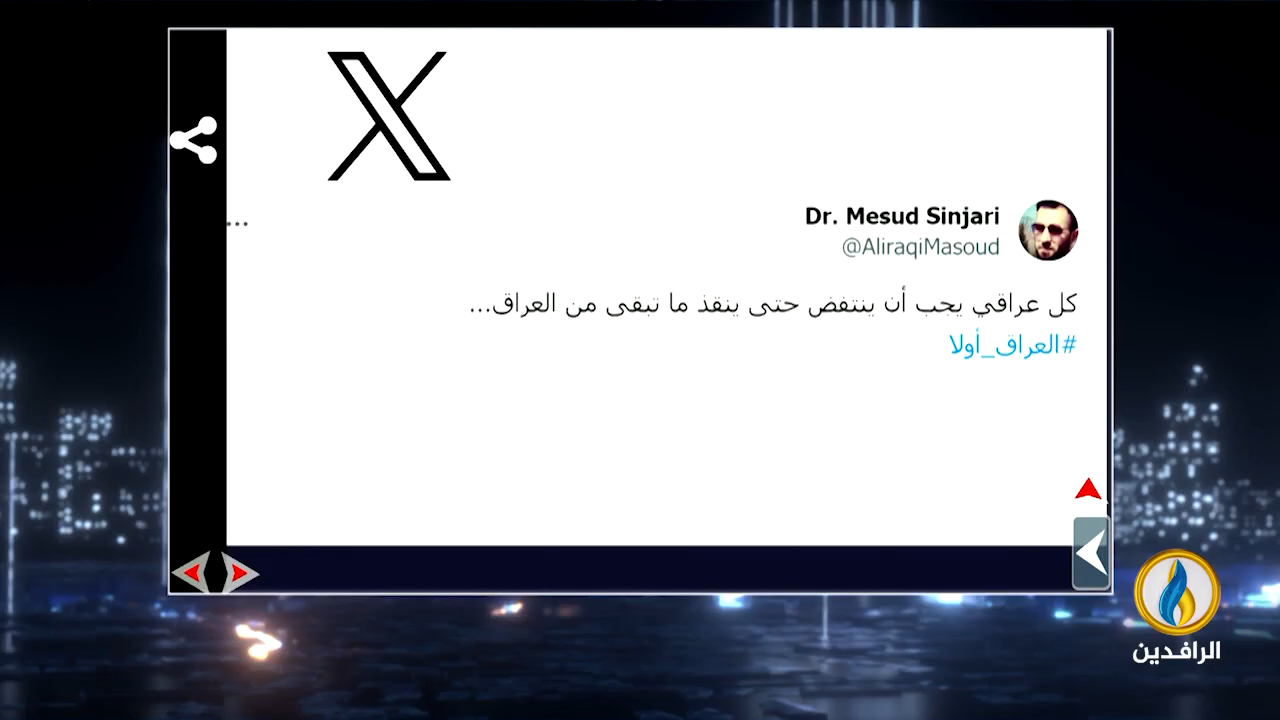 Dr. Mesud Sinjari
@AliraqiMasoud
...
كل عراقي يجب أن ينتفض حتى ينقذ ما تبقى من العراق...
#العراق_أولا
الرافدين